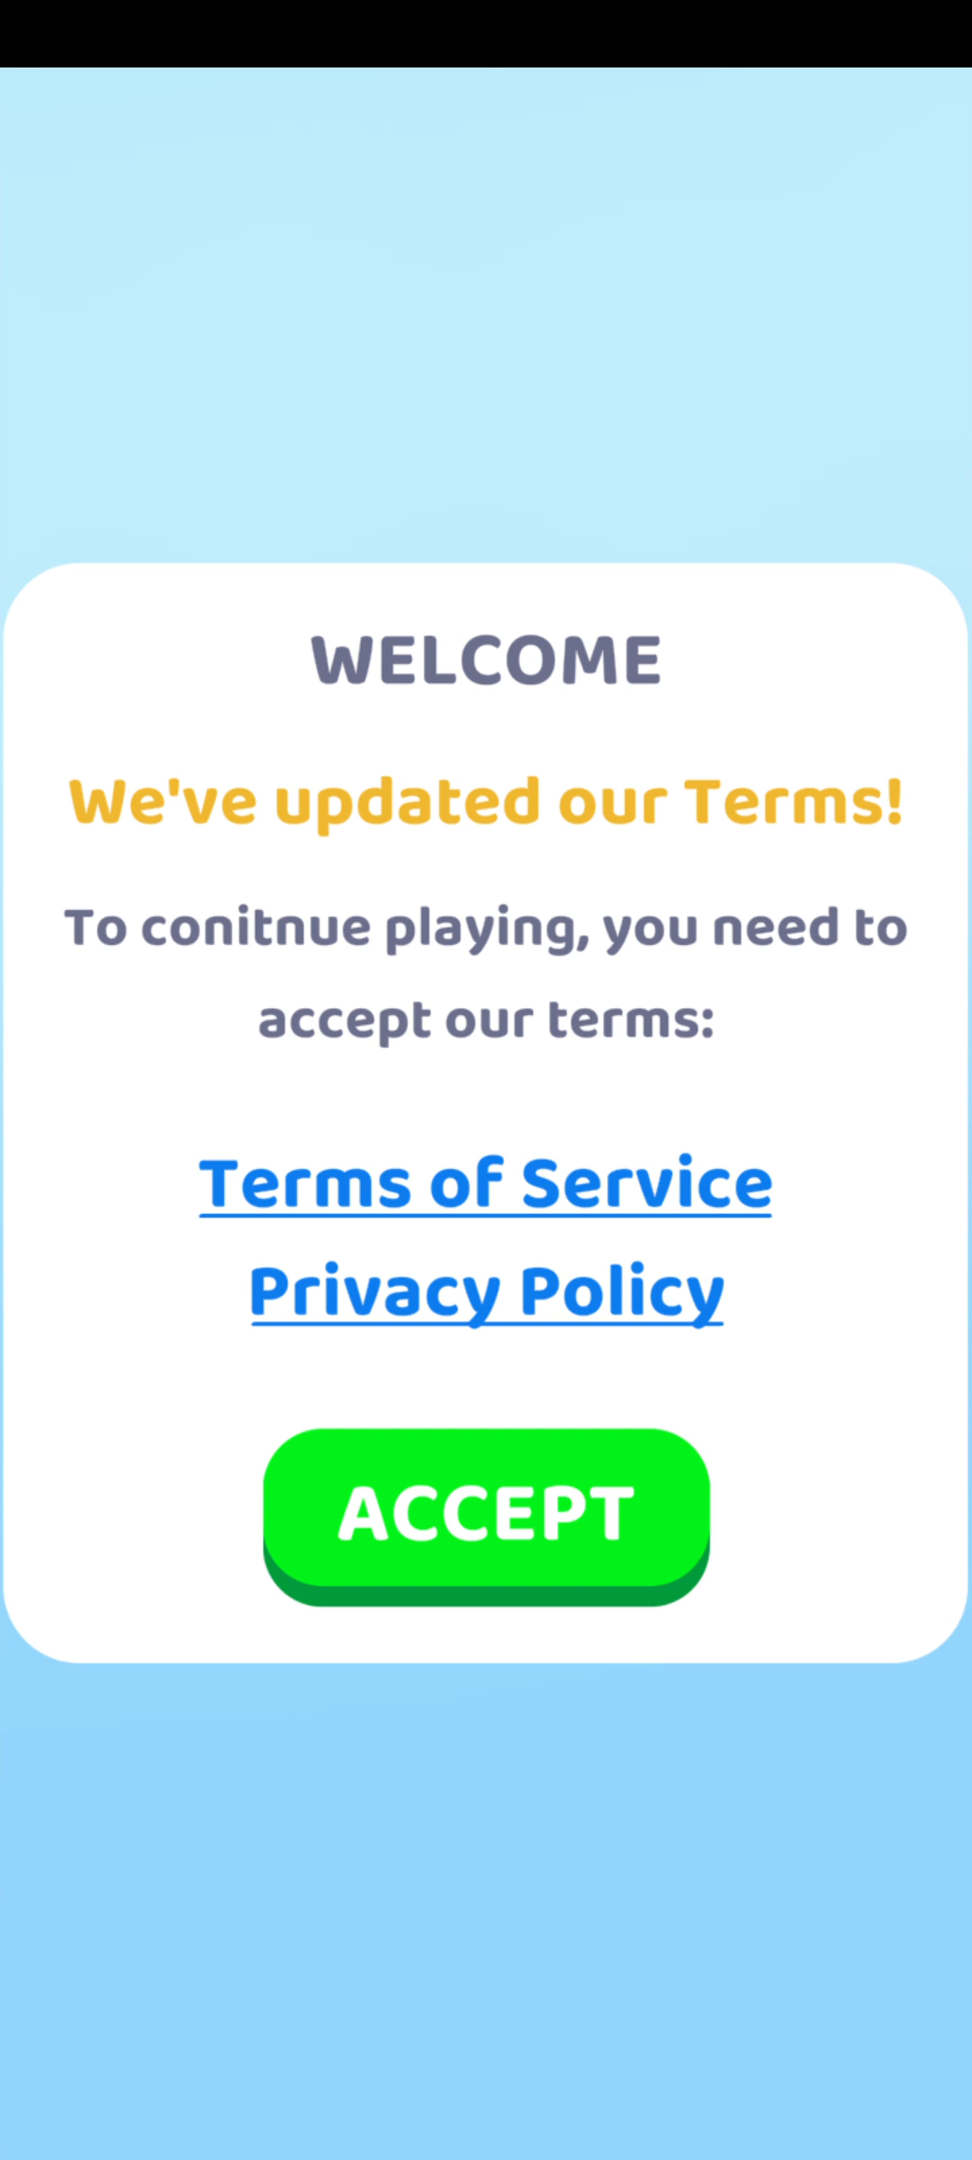 WELCOME
We've updated our Terms!
To conitnue playing, you need to
accept our terms:
Terms of Service
Privacy Policy
ACCEPT